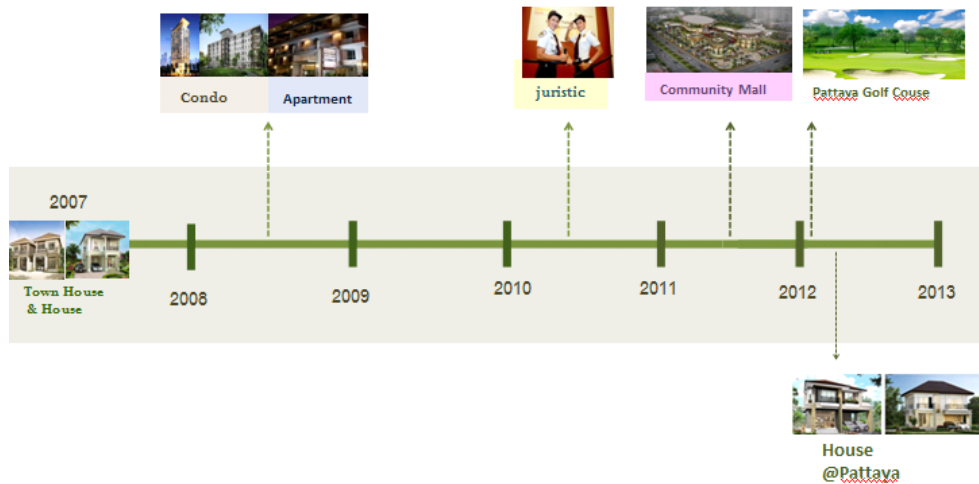 Condo
Apartment
juristic
Community Mall
Pattaya Golf Couse
2007
Town House
& House
2008
2009
2010
2011
2012
2013
House
@Pattaya